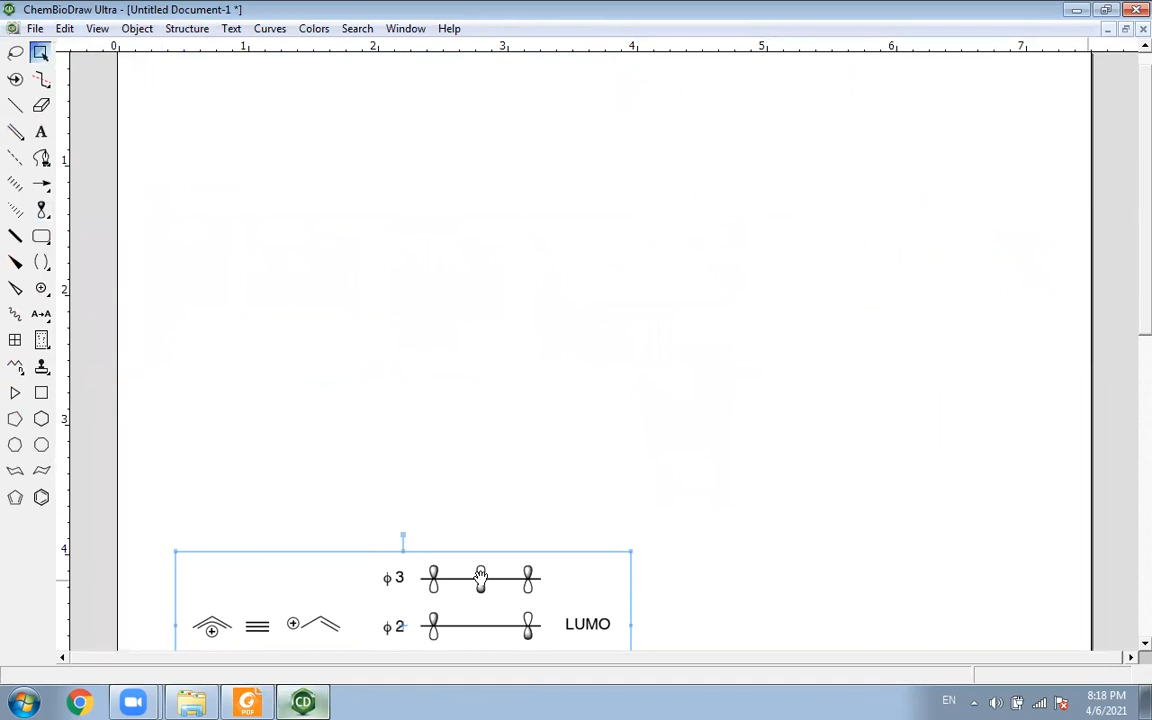 ChemBioDraw Ultra - [Untitled Document-1 *]
File Edit View Object Structure Text Curves Colors Search Window Help
0 1 2 3 4 5 6 7
1
2
3
4
ϕ 3
ϕ 2 LUMO
EN 8:18 PM
4/6/2021